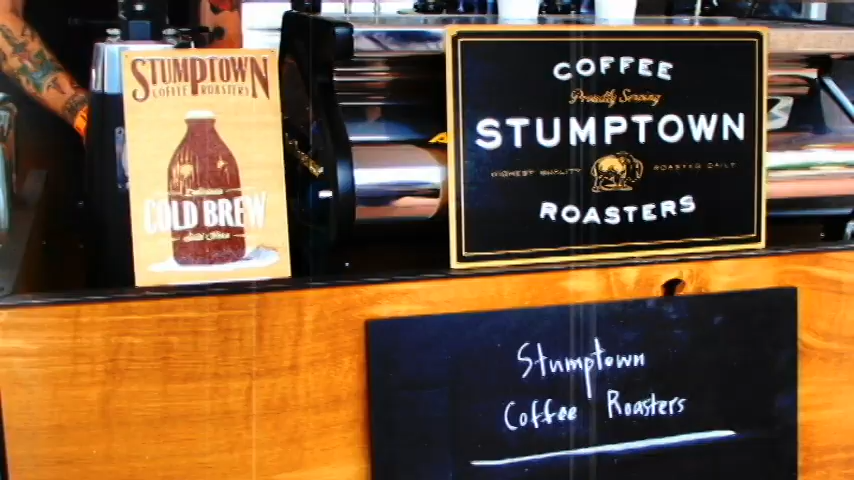 STUMPTOWN
COFFEE ROASTERS
COLD BREW
COFFEE
Proudly Serving
STUMPTOWN
HIGHEST QUALITY ROASTED DAILY
ROASTERS
Stumptown
Coffee Roasters